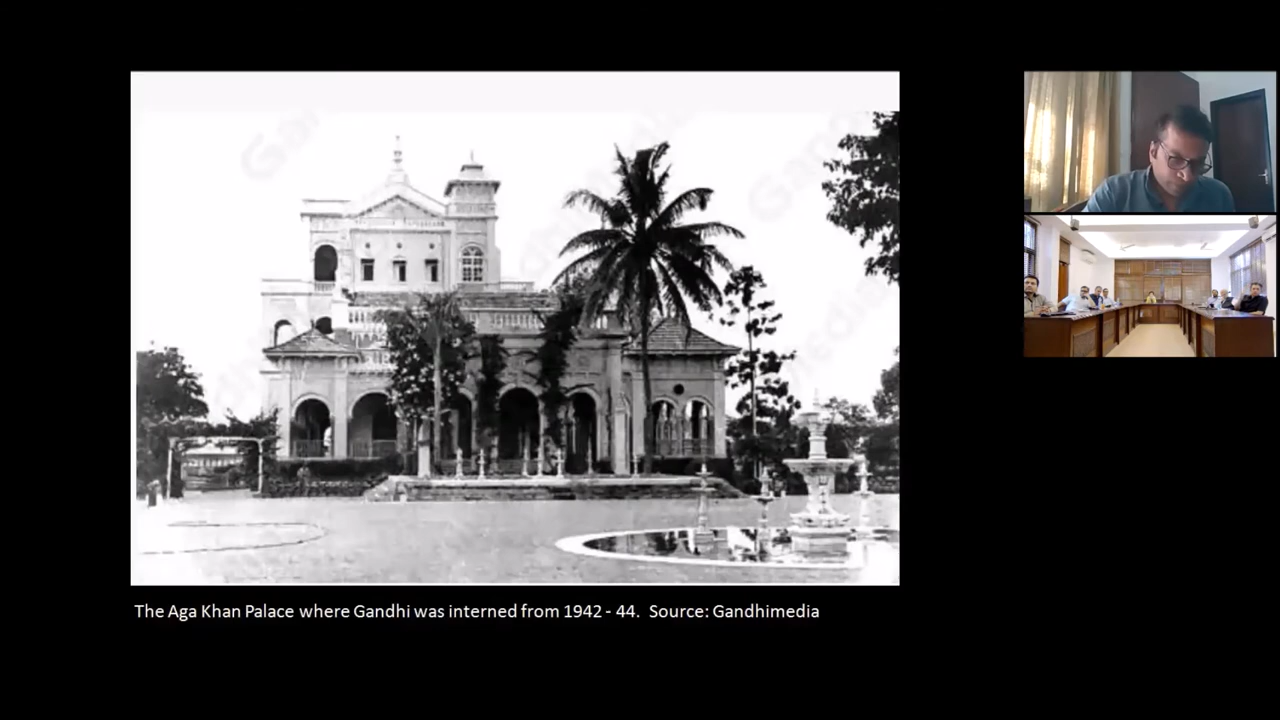 The Aga Khan Palace where Gandhi was interned from 1942 - 44.  Source: Gandhimedia